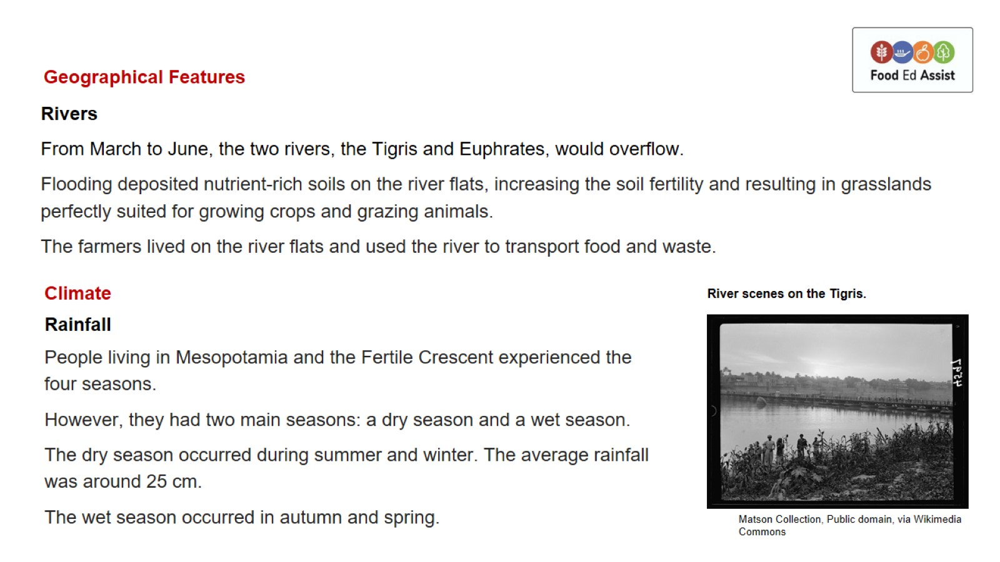 Food Ed Assist
Geographical Features
Rivers
From March to June, the two rivers, the Tigris and Euphrates, would overflow.
Flooding deposited nutrient-rich soils on the river flats, increasing the soil fertility and resulting in grasslands
perfectly suited for growing crops and grazing animals.
The farmers lived on the river flats and used the river to transport food and waste.
Climate
Rainfall
People living in Mesopotamia and the Fertile Crescent experienced the
four seasons.
However, they had two main seasons: a dry season and a wet season.
The dry season occurred during summer and winter. The average rainfall
was around 25 cm.
The wet season occurred in autumn and spring.
River scenes on the Tigris.
4597
Matson Collection, Public domain, via Wikimedia
Commons